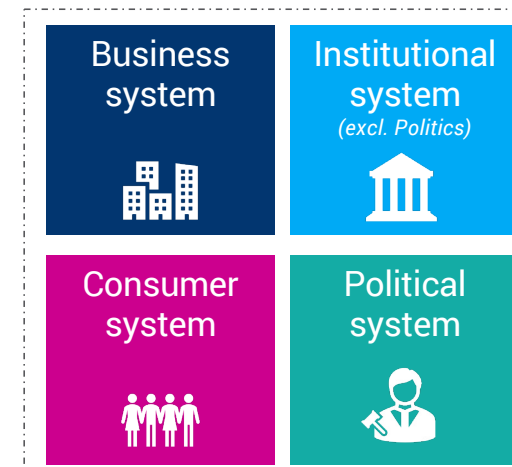 Business
system
Institutional
system
(excl. Politics)
Consumer
system
Political
system